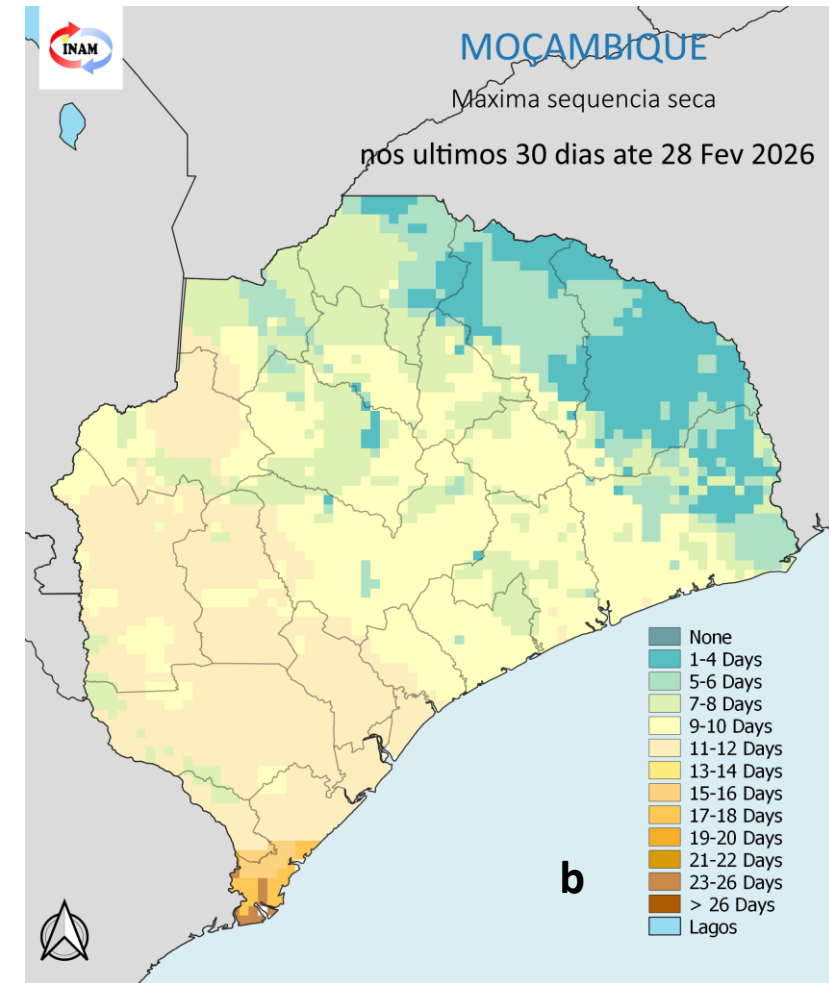 INAM
MOÇAMBIQUE
Maxima sequencia seca
nos ultimos 30 dias ate 28 Fev 2026
None
1-4 Days
5-6 Days
7-8 Days
9-10 Days
11-12 Days
13-14 Days
15-16 Days
17-18 Days
19-20 Days
21-22 Days
23-26 Days
> 26 Days
Lagos
b